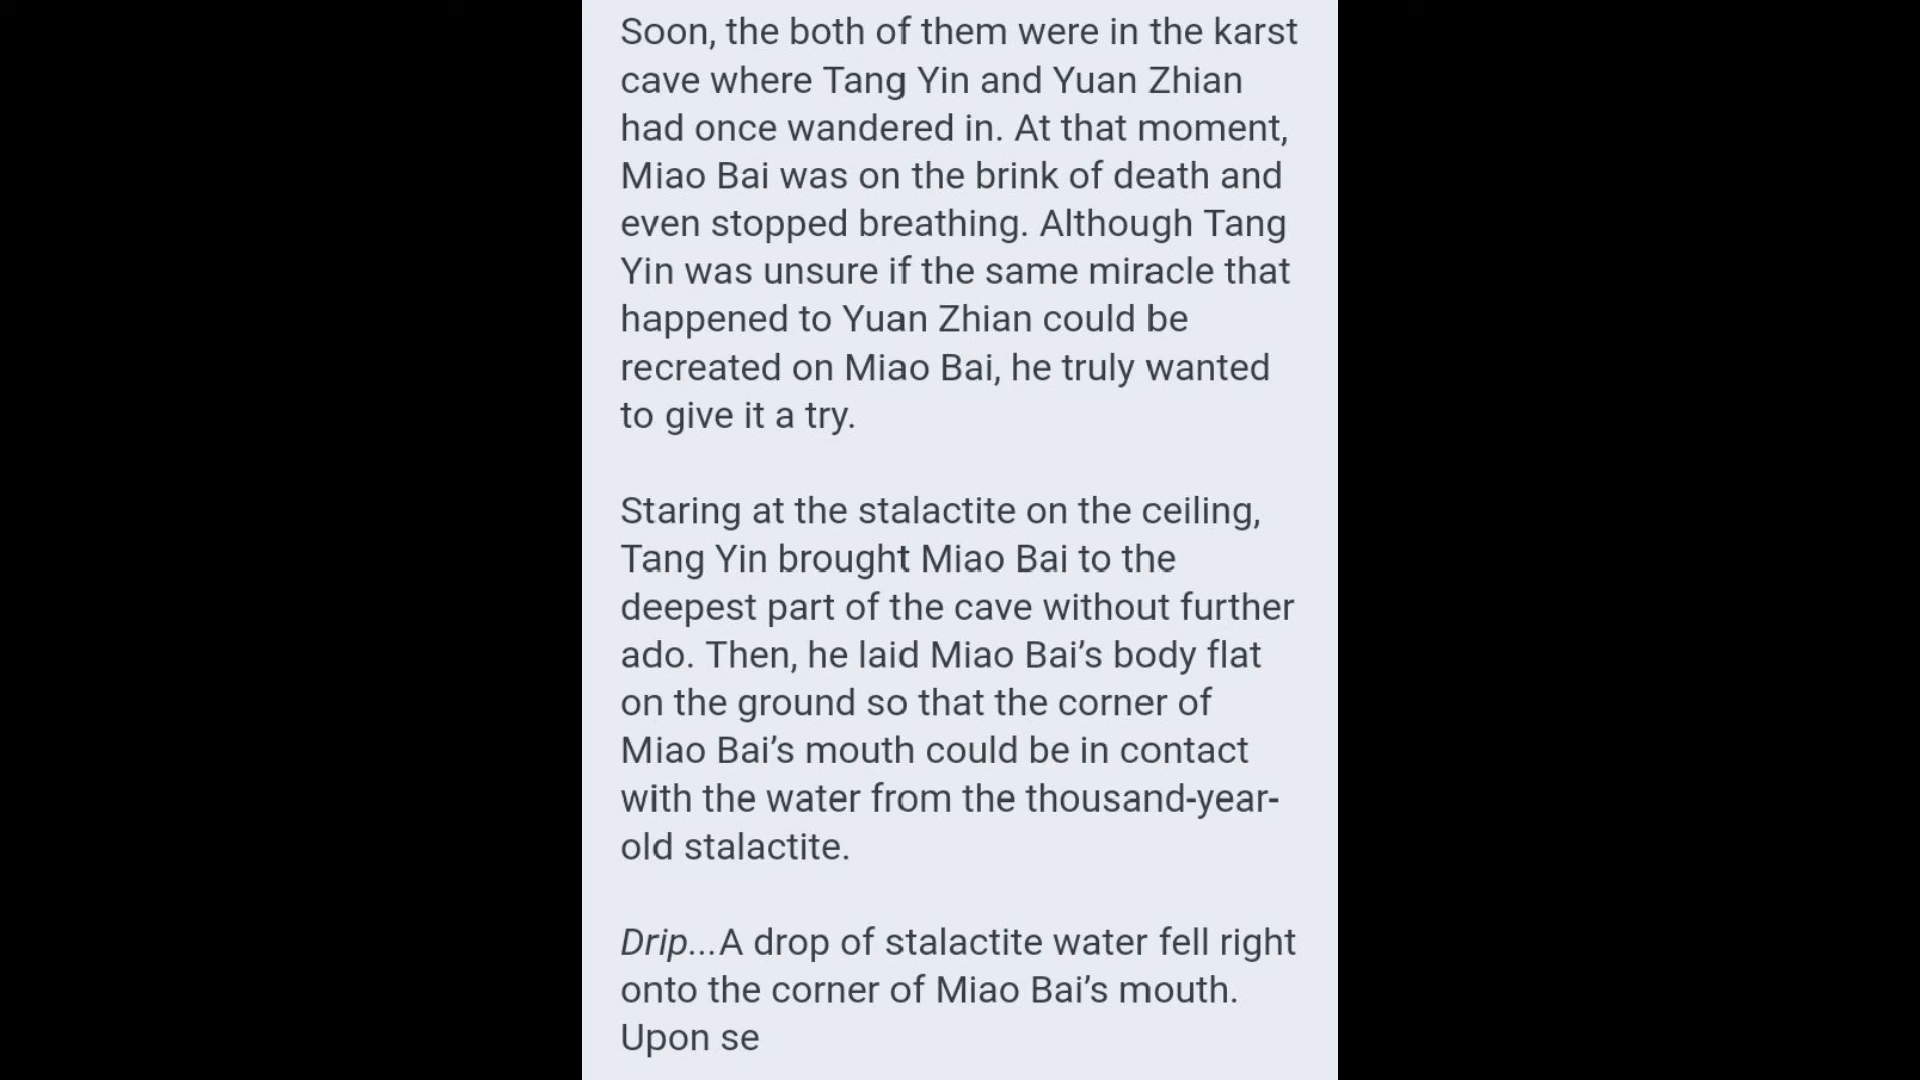 Soon, the both of them were in the karst
cave where Tang Yin and Yuan Zhian
had once wandered in. At that moment,
Miao Bai was on the brink of death and
even stopped breathing. Although Tang
Yin was unsure if the same miracle that
happened to Yuan Zhian could be
recreated on Miao Bai, he truly wanted
to give it a try.
Staring at the stalactite on the ceiling,
Tang Yin brought Miao Bai to the
deepest part of the cave without further
ado. Then, he laid Miao Bai’s body flat
on the ground so that the corner of
Miao Bai’s mouth could be in contact
with the water from the thousand-year-
old stalactite.
Drip...A drop of stalactite water fell right
onto the corner of Miao Bai’s mouth.
Upon se